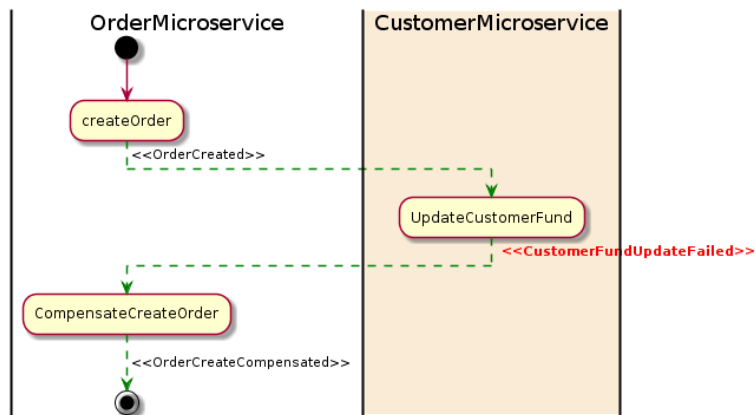 OrderMicroservice
CustomerMicroservice
createOrder
<<OrderCreated>>
UpdateCustomerFund
<<CustomerFundUpdateFailed>>
CompensateCreateOrder
<<OrderCreateCompensated>>